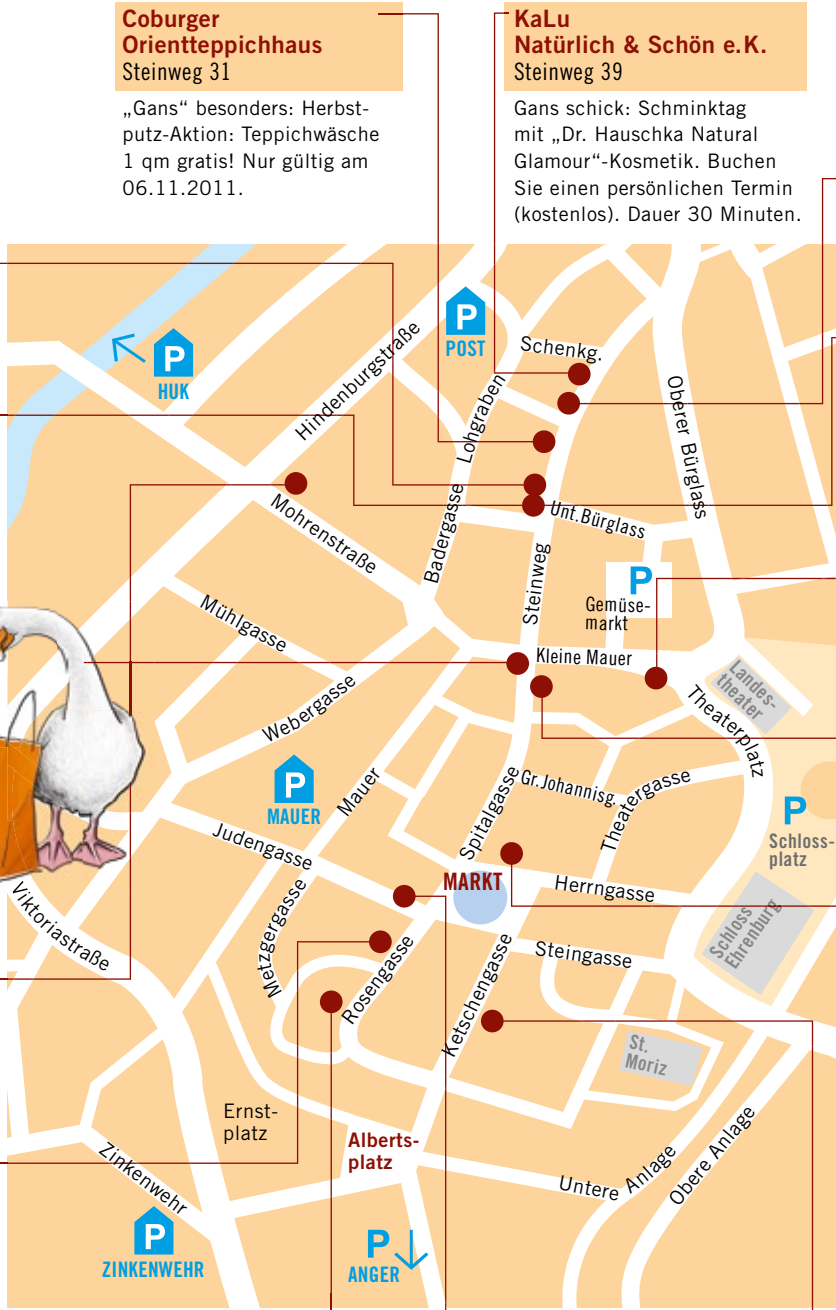 Coburger
Orientteppichhaus
Steinweg 31
„Gans“ besonders: Herbst-
putz-Aktion: Teppichwäsche
1 qm gratis! Nur gültig am
06.11.2011.
KaLu
Natürlich & Schön e.K.
Steinweg 39
Gans schick: Schminktag
mit „Dr. Hauschka Natural
Glamour“-Kosmetik. Buchen
Sie einen persönlichen Termin
(kostenlos). Dauer 30 Minuten.
P
POST
P
HUK
Hindenburgstraße
Schenkg.
Lohgraben
Oberer Bürglass
Mohrenstraße
Badergasse
Unt.Bürglass
Steinweg
P
Gemüse-
markt
Mühlgasse
Kleine Mauer
Landes-
theater
Webergasse
Theaterplatz
P
MAUER
Mauer
Spitalgasse
Gr.Johannisg.
Theatergasse
P
Schloss-
platz
Judengasse
MARKT
Herrngasse
Viktoriastraße
Metzgergasse
Rosengasse
Ketschengasse
Steingasse
Schloss
Ehrenburg
St.
Moriz
Ernst-
platz
Alberts-
platz
Zinkenwehr
Untere Anlage
Obere Anlage
P
ZINKENWEHR
P
ANGER